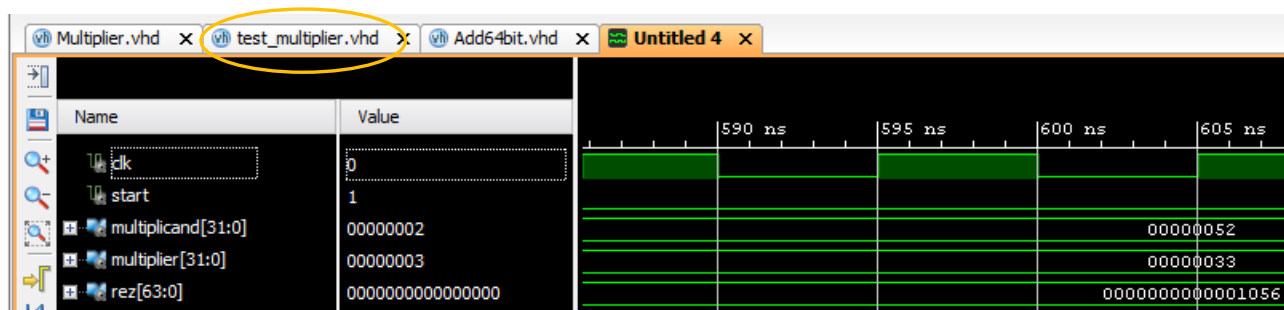 Multiplier.vhd test_multiplier.vhd Add64bit.vhd Untitled 4
Name Value
590 ns 595 ns 600 ns 605 ns
clk 0
start 1
multiplicand[31:0] 00000002 00000052
multiplier[31:0] 00000003 00000033
rez[63:0] 0000000000000000 0000000000001056